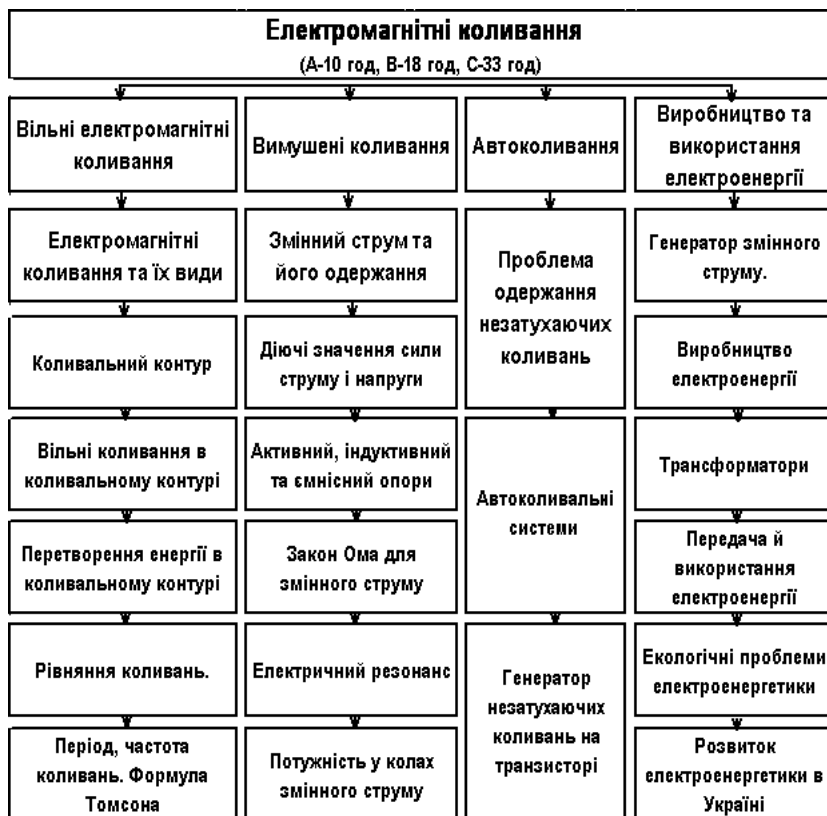 Електромагнітні коливання
(А-10 год, В-18 год, С-33 год)
Вільні електромагнітні
коливання
Електромагнітні
коливання та їх види
Коливальний контур
Вільні коливання в
коливальному контурі
Перетворення енергії в
коливальному контурі
Рівняння коливань.
Період, частота
коливань. Формула
Томсона
Вимушені коливання
Змінний струм та
його одержання
Діючі значення сили
струму і напруги
Активний, індуктивний
та ємнісний опори
Закон Ома для
змінного струму
Електричний резонанс
Потужність у колах
змінного струму
Автоколивання
Проблема
одержання
незатухаючих
коливань
Автоколивальні
системи
Генератор
незатухаючих
коливань на
транзисторі
Виробництво та
використання
електроенергії
Генератор змінного
струму.
Виробництво
електроенергії
Трансформатори
Передача й
використання
електроенергії
Екологічні проблеми
електроенергетики
Розвиток
електроенергетики в
Україні